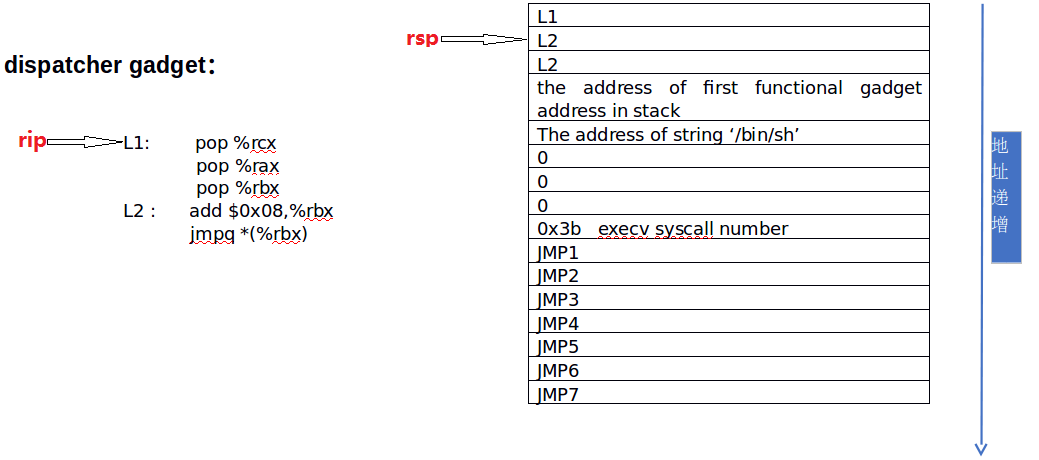 L1
rsp
L2
dispatcher gadget：
L2
the address of first functional gadget
address in stack
rip
L1: pop %rcx
The address of string ‘/bin/sh’
pop %rax
0
pop %rbx
0
L2 : add $0x08,%rbx
0
jmpq *(%rbx)
0x3b execv syscall number
JMP1
JMP2
JMP3
JMP4
JMP5
JMP6
JMP7
地
址
递
增